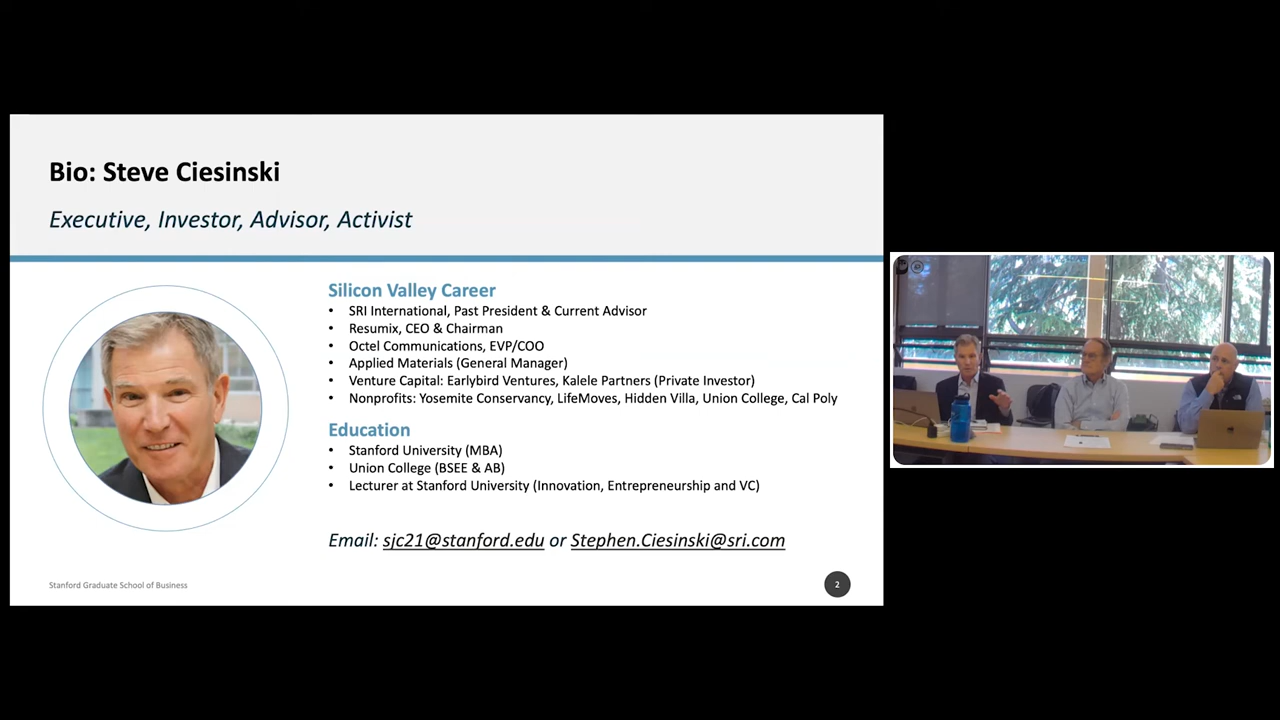 Bio: Steve Ciesinski
Executive, Investor, Advisor, Activist
Silicon Valley Career
• SRI International, Past President & Current Advisor
• Resumix, CEO & Chairman
• Octel Communications, EVP/COO
• Applied Materials (General Manager)
• Venture Capital: Earlybird Ventures, Kalele Partners (Private Investor)
• Nonprofits: Yosemite Conservancy, LifeMoves, Hidden Villa, Union College, Cal Poly
Education
• Stanford University (MBA)
• Union College (BSEE & AB)
• Lecturer at Stanford University (Innovation, Entrepreneurship and VC)
Email: sjc21@stanford.edu or Stephen.Ciesinski@sri.com
Stanford Graduate School of Business
2